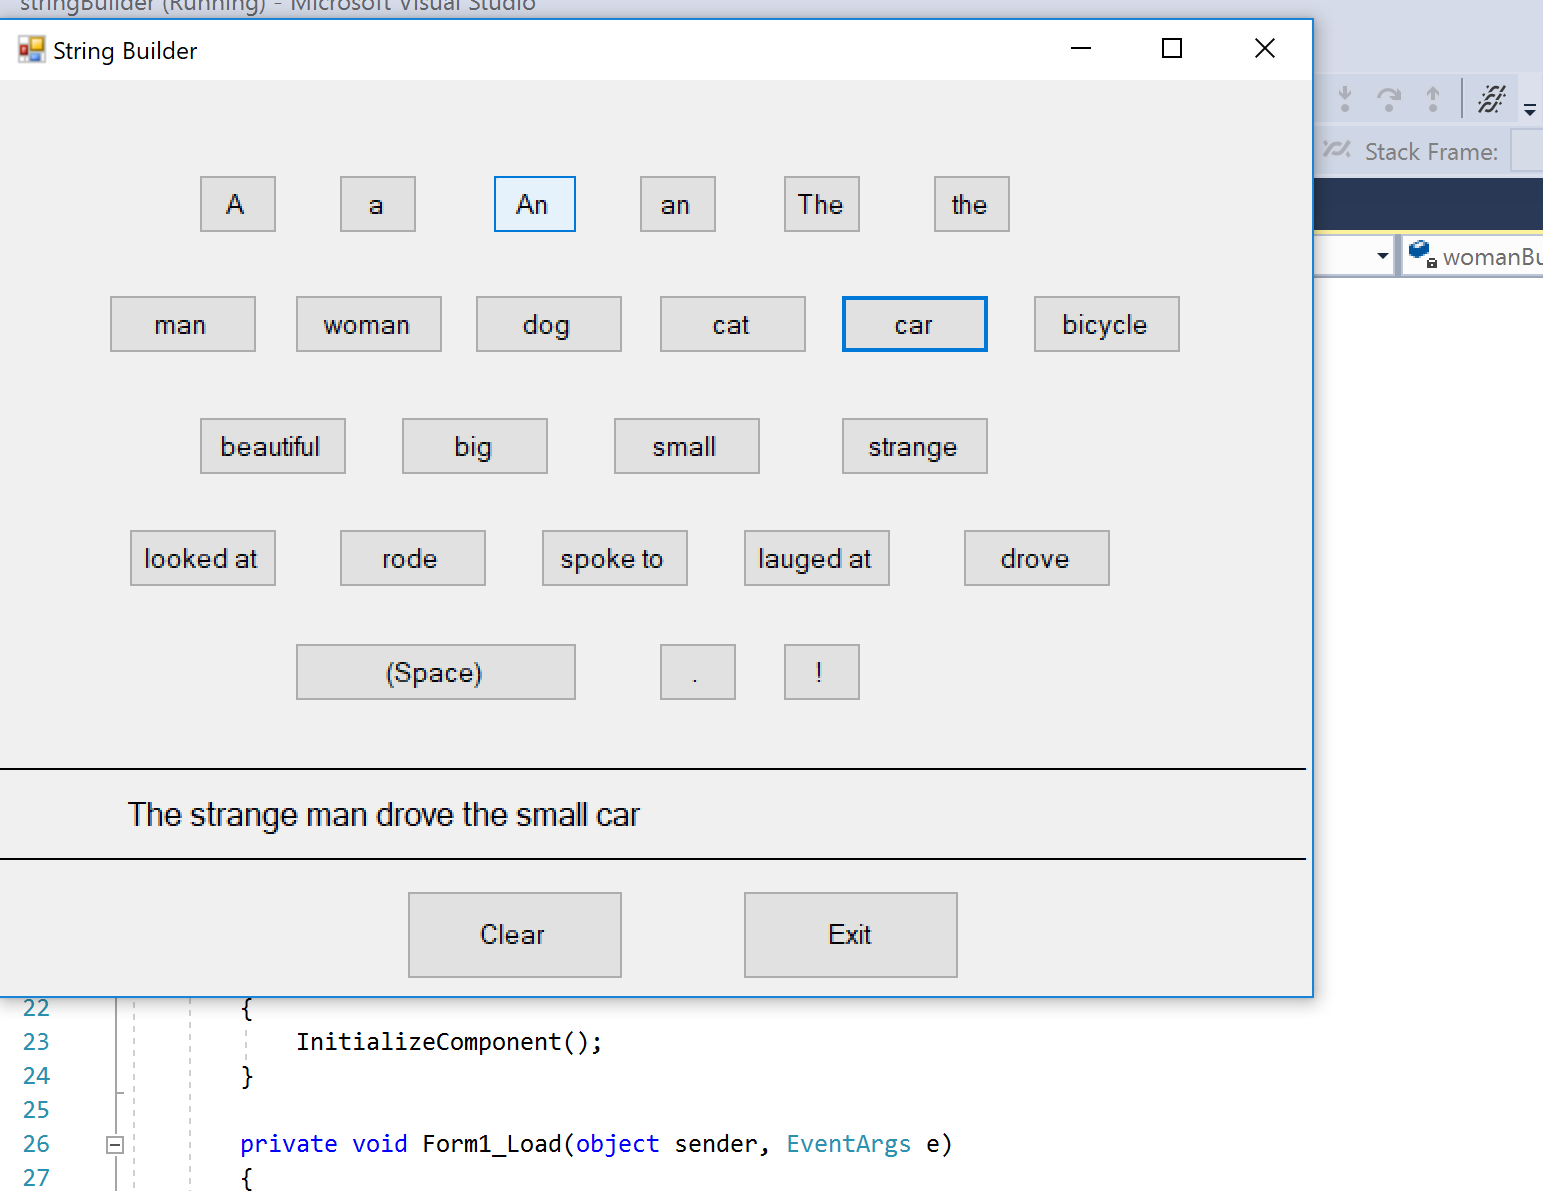 stringBuilder (Running) - Microsoft Visual Studio
String Builder
Stack Frame:
womanBu
A a An an The the
man woman dog cat car bicycle
beautiful big small strange
looked at rode spoke to lauged at drove
(Space) . !
The strange man drove the small car
Clear Exit
22 {
23 InitializeComponent();
24 }
25
26 private void Form1_Load(object sender, EventArgs e)
27 {